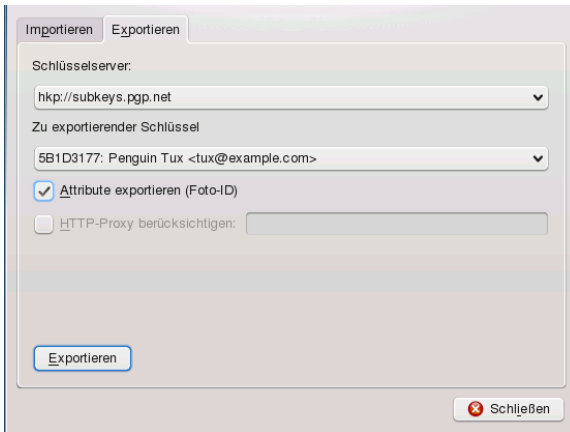 Importieren Exportieren
Schlüsselserver:
hkp://subkeys.pgp.net
Zu exportierender Schlüssel
5B1D3177: Penguin Tux <tux@example.com>
Attribute exportieren (Foto-ID)
HTTP-Proxy berücksichtigen:
Exportieren
Schließen